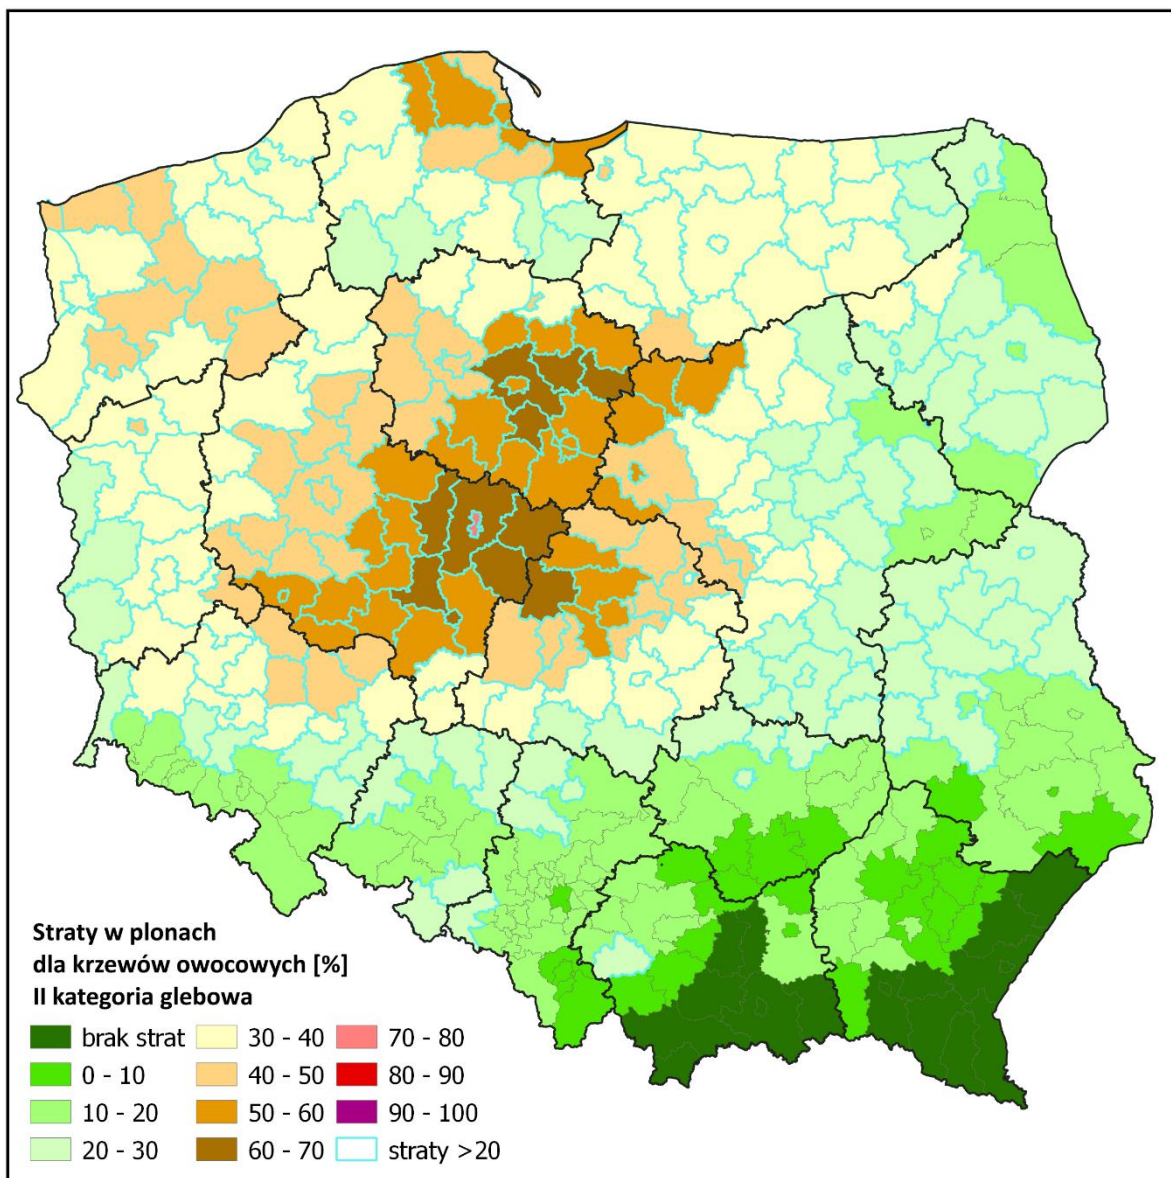 Straty w plonach
dla krzewów owocowych [%]
II kategoria glebowa
brak strat
0 - 10
10 - 20
20 - 30
30 - 40
40 - 50
50 - 60
60 - 70
70 - 80
80 - 90
90 - 100
straty >20